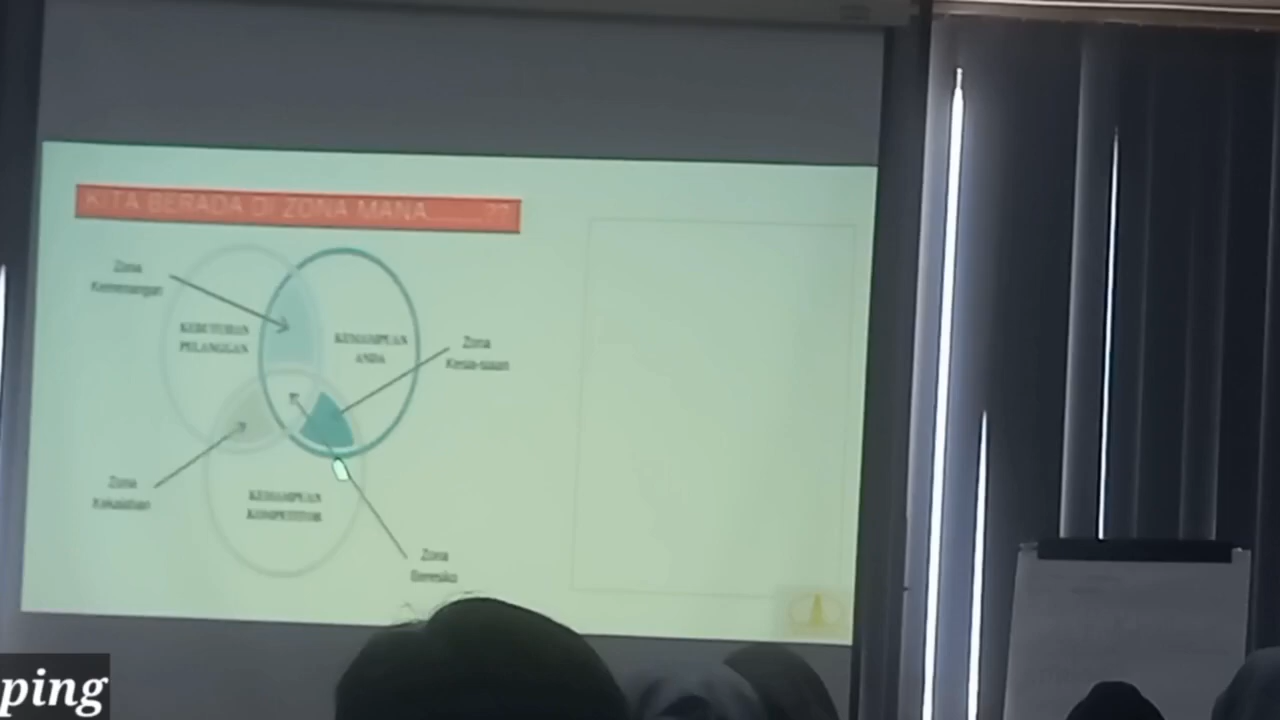 KITA BERADA DI ZONA MANA.......??
Zona
Kemenangan
KEBUTUHAN
PELANGGAN
KEMAMPUAN
ANDA
Zona
Kesia-siaan
Zona
Kekalahan
KEMAMPUAN
KOMPETITOR
Zona
Beresiko
ping